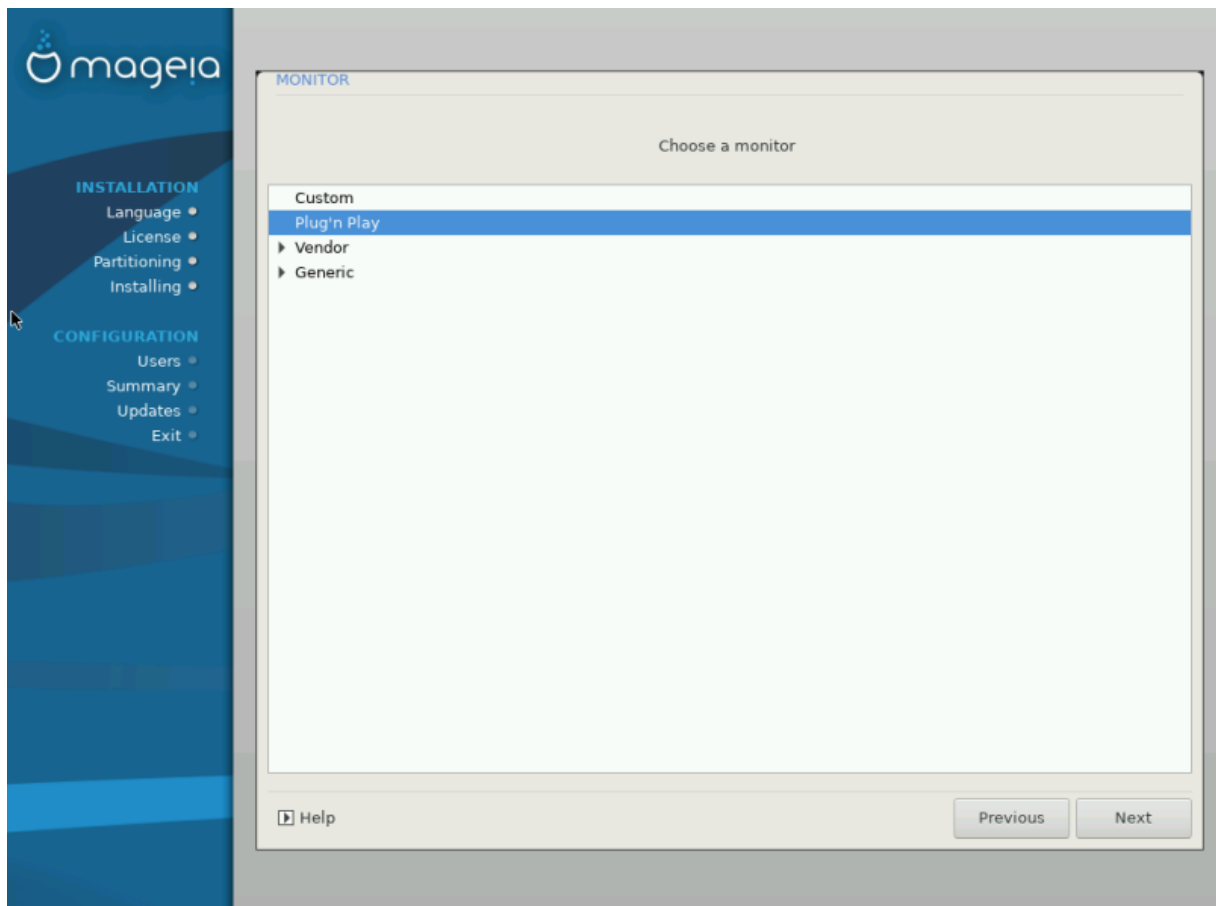 mageia
INSTALLATION
Language
License
Partitioning
Installing
CONFIGURATION
Users
Summary
Updates
Exit
MONITOR
Choose a monitor
Custom
Plug'n Play
Vendor
Generic
Help
Previous
Next